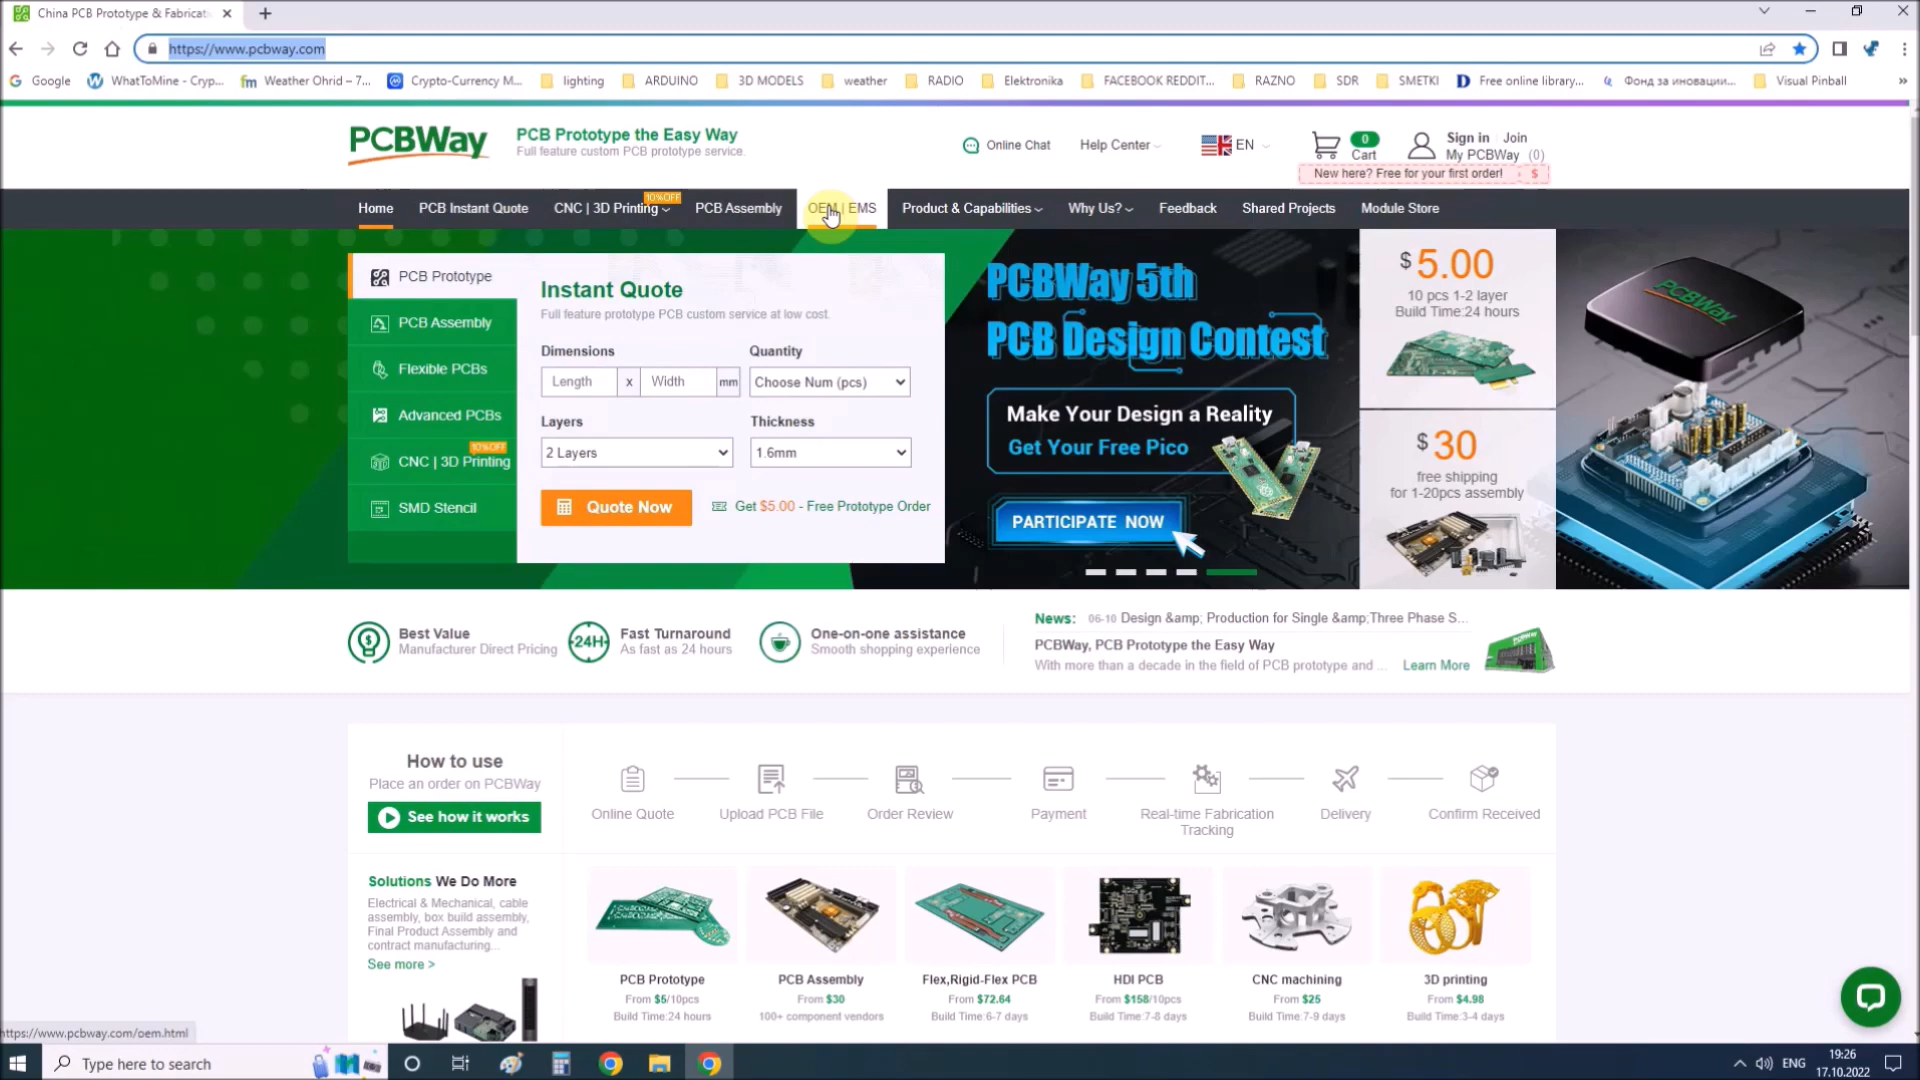 China PCB Prototype & Fabricati
https://www.pcbway.com
Google
WhatToMine - Cryp...
Weather Ohrid – 7...
Crypto-Currency M...
lighting
ARDUINO
3D MODELS
weather
RADIO
Elektronika
FACEBOOK REDDIT...
RAZNO
SDR
SMETKI
Free online library...
Фонд за иновации...
Visual Pinball
PCBWay
PCB Prototype the Easy Way
Full feature custom PCB prototype service.
Online Chat
Help Center
EN
0
Cart
Sign in Join
My PCBWay (0)
New here? Free for your first order! $
Home
PCB Instant Quote
CNC | 3D Printing
10%OFF
PCB Assembly
OEM | EMS
Product & Capabilities
Why Us?
Feedback
Shared Projects
Module Store
PCB Prototype
PCB Assembly
Flexible PCBs
Advanced PCBs
10%OFF
CNC | 3D Printing
SMD Stencil
Instant Quote
Full feature prototype PCB custom service at low cost.
Dimensions
Quantity
Length x Width mm
Choose Num (pcs)
Layers
Thickness
2 Layers
1.6mm
Quote Now
Get $5.00 - Free Prototype Order
PCBWay 5th
PCB Design Contest
Make Your Design a Reality
Get Your Free Pico
PARTICIPATE NOW
$5.00
10 pcs 1-2 layer
Build Time:24 hours
$30
free shipping
for 1-20pcs assembly
PCBWay
Best Value
Manufacturer Direct Pricing
24H
Fast Turnaround
As fast as 24 hours
One-on-one assistance
Smooth shopping experience
News: 06-10 Design &amp; Production for Single &amp;Three Phase S...
PCBWay, PCB Prototype the Easy Way
With more than a decade in the field of PCB prototype and ... Learn More
How to use
Place an order on PCBWay
See how it works
Online Quote
Upload PCB File
Order Review
Payment
Real-time Fabrication
Tracking
Delivery
Confirm Received
Solutions We Do More
Electrical & Mechanical, cable
assembly, box build assembly,
Final Product Assembly and
contract manufacturing...
See more >
PCB Prototype
From $5/10pcs
Build Time:24 hours
PCB Assembly
From $30
100+ component vendors
Flex,Rigid-Flex PCB
From $72.64
Build Time:6-7 days
HDI PCB
From $158/10pcs
Build Time:7-8 days
CNC machining
From $25
Build Time:7-9 days
3D printing
From $4.98
Build Time:3-4 days
https://www.pcbway.com/oem.html
Type here to search
ENG
19:26
17.10.2022